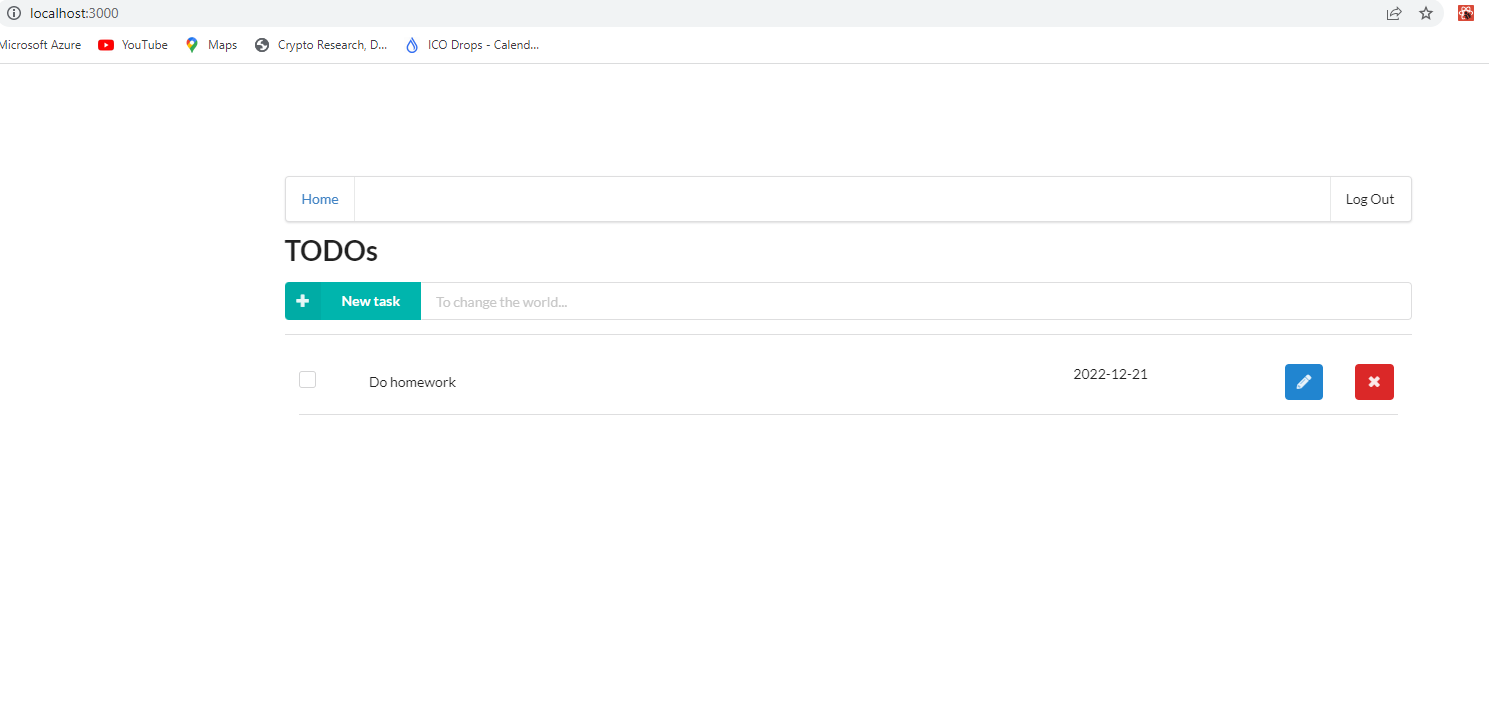 localhost:3000
Microsoft Azure YouTube Maps Crypto Research, D... ICO Drops - Calend...
Home Log Out
TODOs
New task To change the world...
Do homework 2022-12-21